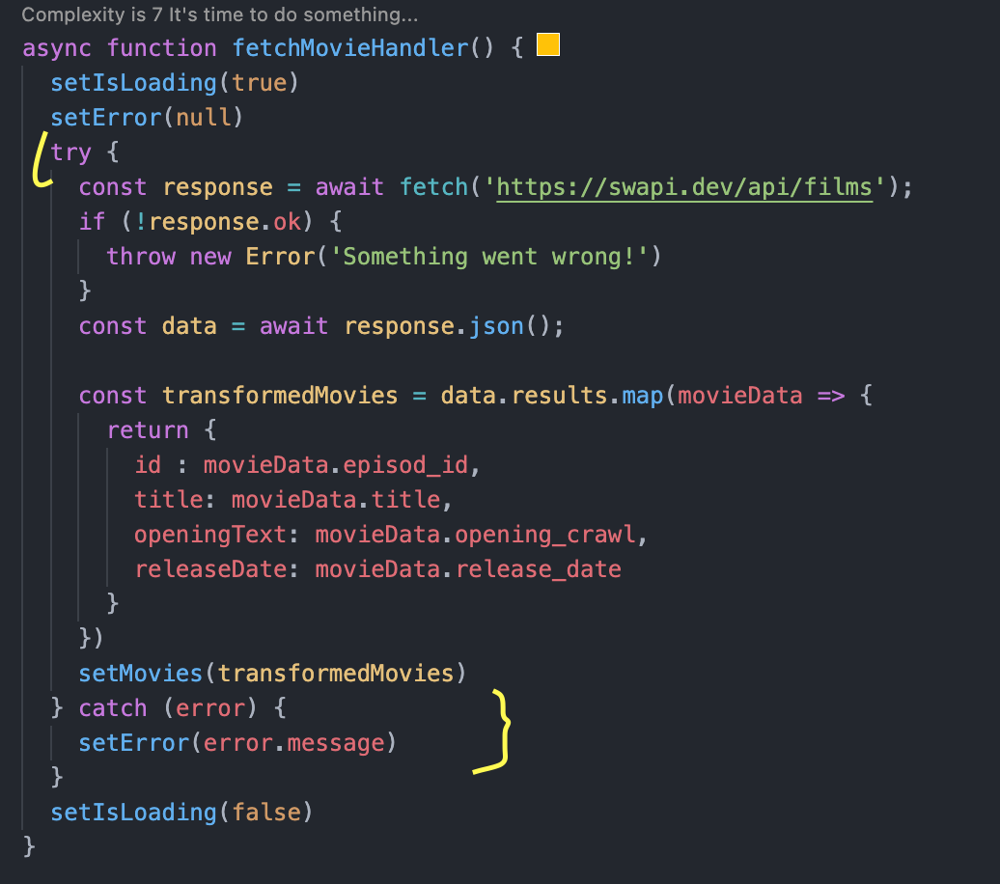 Complexity is 7 It's time to do something...
async function fetchMovieHandler() {
setIsLoading(true)
setError(null)
try {
const response = await fetch('https://swapi.dev/api/films');
if (!response.ok) {
throw new Error('Something went wrong!')
}
const data = await response.json();
const transformedMovies = data.results.map(movieData => {
return {
id : movieData.episod_id,
title: movieData.title,
openingText: movieData.opening_crawl,
releaseDate: movieData.release_date
}
})
setMovies(transformedMovies)
} catch (error) {
setError(error.message)
}
setIsLoading(false)
}